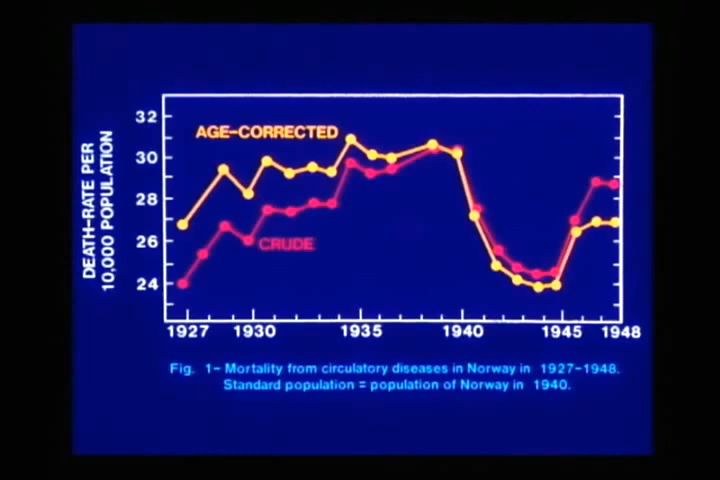 DEATH-RATE PER
10,000 POPULATION
32
30
28
26
24
AGE-CORRECTED
CRUDE
1927 1930 1935 1940 1945 1948
Fig. 1- Mortality from circulatory diseases in Norway in 1927-1948.
Standard population = population of Norway in 1940.